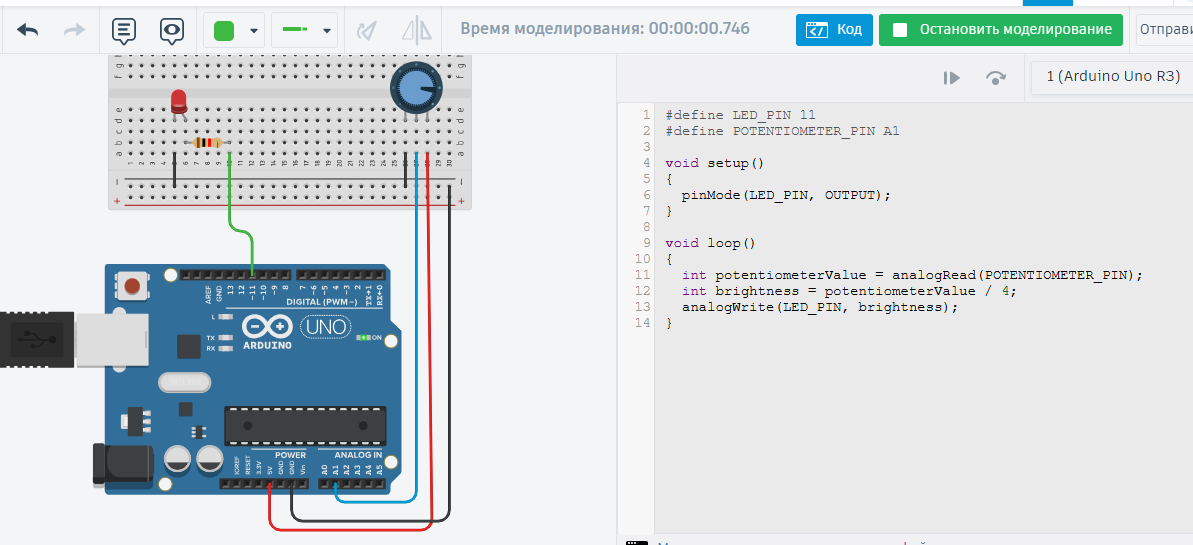 Время моделирования: 00:00:00.746
Код
Остановить моделирование
Отправи
1 (Arduino Uno R3)
1 #define LED_PIN 11
2 #define POTENTIOMETER_PIN A1
3
4 void setup()
5 {
6 pinMode(LED_PIN, OUTPUT);
7 }
8
9 void loop()
10 {
11 int potentiometerValue = analogRead(POTENTIOMETER_PIN);
12 int brightness = potentiometerValue / 4;
13 analogWrite(LED_PIN, brightness);
14 }
AREF
GND
13
12
~11
~10
~9
8
7
~6
~5
4
~3
2
TX→1
RX←0
DIGITAL (PWM~)
L
TX
RX
UNO
ARDUINO
ON
POWER
ANALOG IN
IOREF
RESET
3.3V
5V
GND
GND
Vin
A0
A1
A2
A3
A4
A5